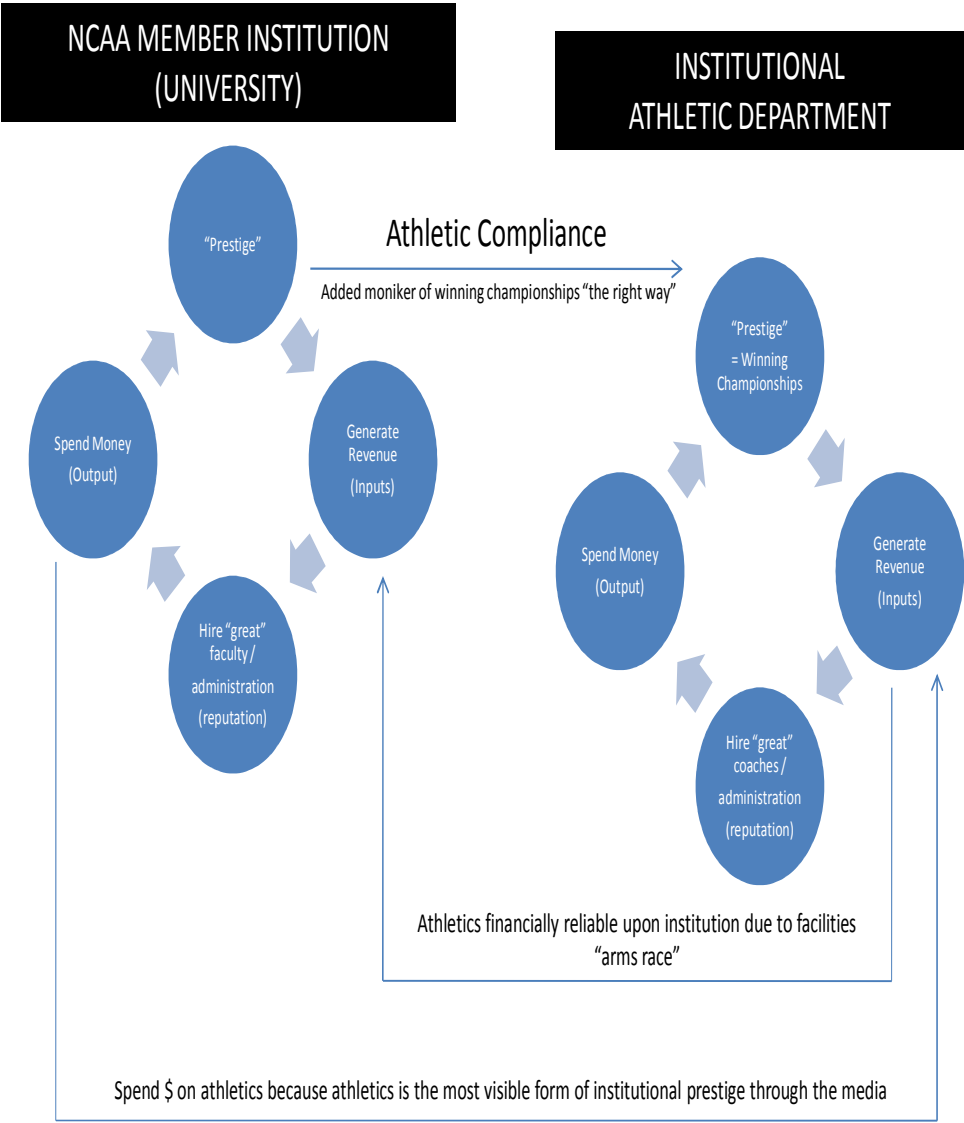 NCAA MEMBER INSTITUTION
(UNIVERSITY)
INSTITUTIONAL
ATHLETIC DEPARTMENT
“Prestige”
Athletic Compliance
Added moniker of winning championships “the right way”
“Prestige”
= Winning
Championships
Spend Money
(Output)
Generate
Revenue
(Inputs)
Spend Money
(Output)
Generate
Revenue
(Inputs)
Hire “great”
faculty /
administration
(reputation)
Hire “great”
coaches /
administration
(reputation)
Athletics financially reliable upon institution due to facilities
“arms race”
Spend $ on athletics because athletics is the most visible form of institutional prestige through the media